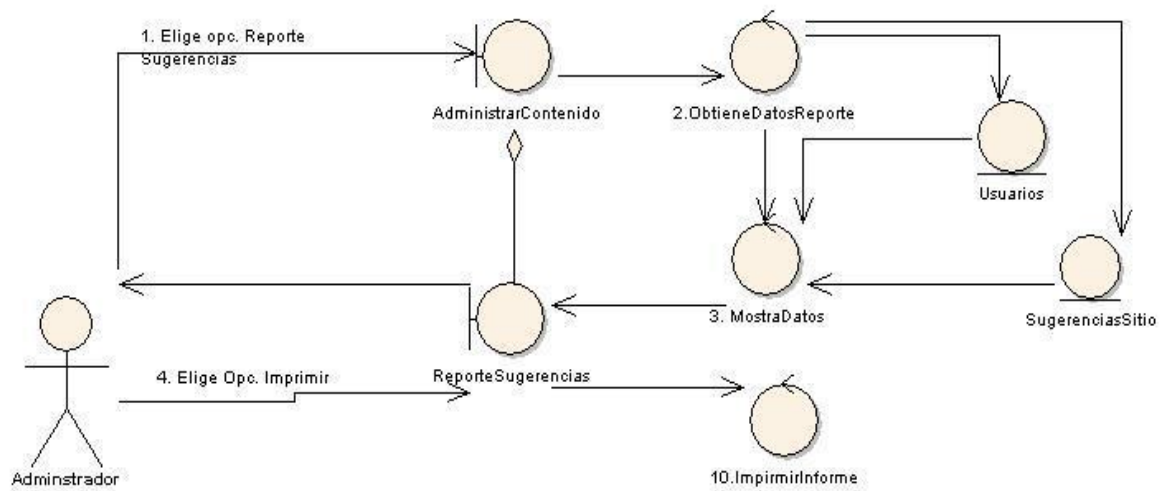 1. Elige opc. Reporte
Sugerencias
AdministrarContenido
2.ObtieneDatosReporte
Usuarios
3. MostraDatos
SugerenciasSitio
4. Elige Opc. Imprimir
ReporteSugerencias
Adminstrador
10.ImpirmirInforme